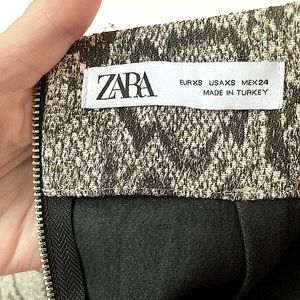 ZARA
EUR XS USA XS MEX 24
MADE IN TURKEY